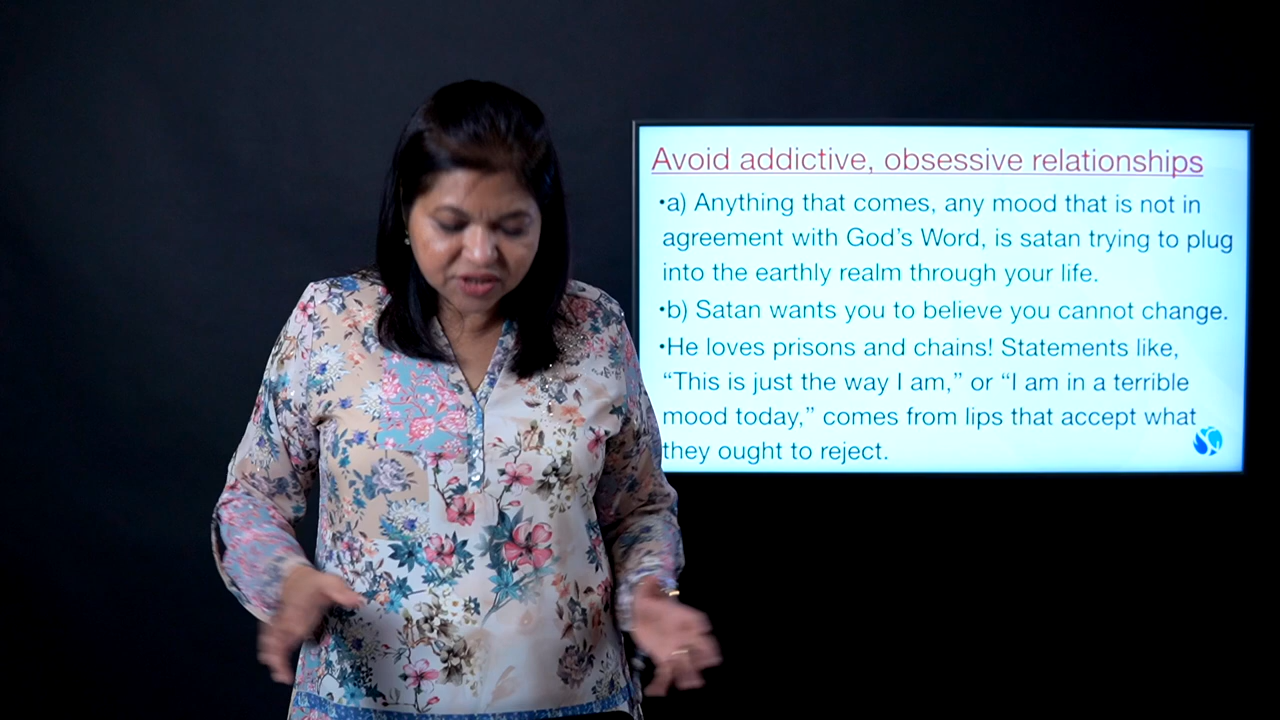 Avoid addictive, obsessive relationships
•a) Anything that comes, any mood that is not in
agreement with God’s Word, is satan trying to plug
into the earthly realm through your life.
•b) Satan wants you to believe you cannot change.
•He loves prisons and chains! Statements like,
“This is just the way I am,” or “I am in a terrible
mood today,” comes from lips that accept what
they ought to reject.